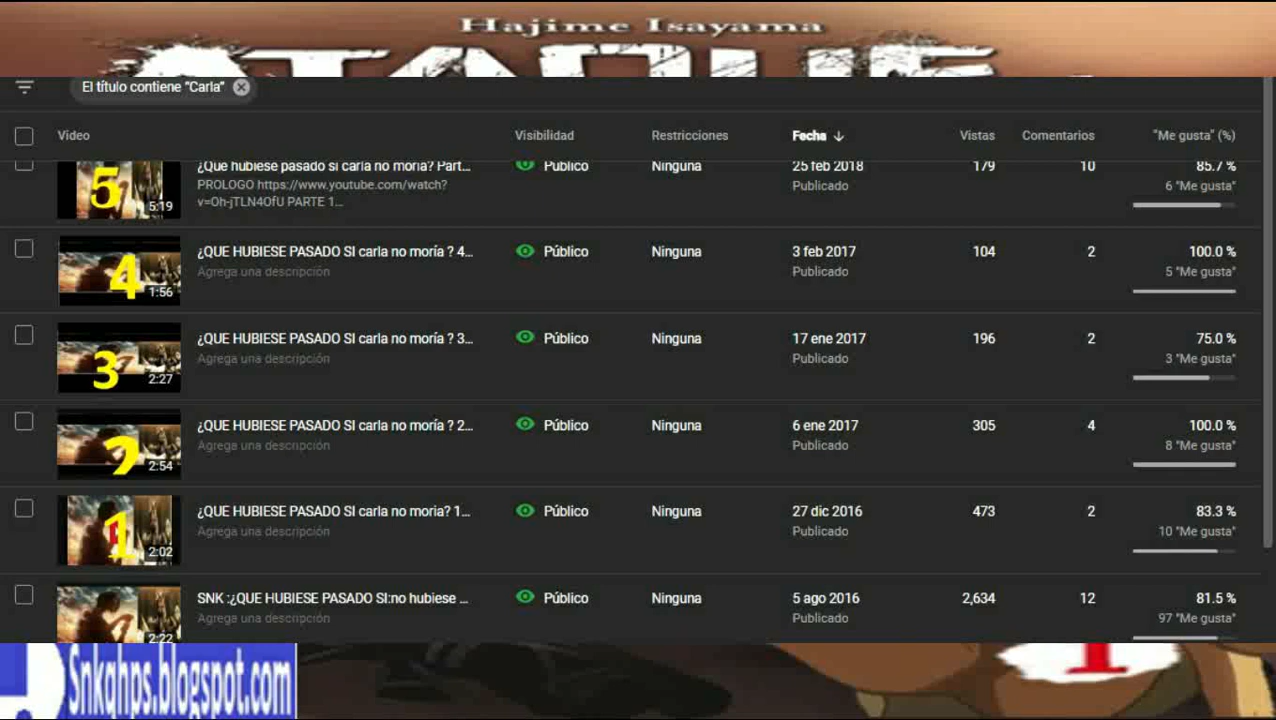 Hajime Isayama
ATAQUE
El título contiene "Carla"
Video Visibilidad Restricciones Fecha Vistas Comentarios "Me gusta" (%)
5 5:19 ¿Que hubiese pasado si carla no moria? Part... Público Ninguna 25 feb 2018 179 10 85.7 %
PROLOGO https://www.youtube.com/watch? Publicado 6 "Me gusta"
v=Oh-jTLN4OfU PARTE 1...
4 1:56 ¿QUE HUBIESE PASADO SI carla no moría ? 4... Público Ninguna 3 feb 2017 104 2 100.0 %
Agrega una descripción Publicado 5 "Me gusta"
3 2:27 ¿QUE HUBIESE PASADO SI carla no moría ? 3... Público Ninguna 17 ene 2017 196 2 75.0 %
Agrega una descripción Publicado 3 "Me gusta"
2 2:54 ¿QUE HUBIESE PASADO SI carla no moría ? 2... Público Ninguna 6 ene 2017 305 4 100.0 %
Agrega una descripción Publicado 8 "Me gusta"
1 2:02 ¿QUE HUBIESE PASADO SI carla no moria? 1... Público Ninguna 27 dic 2016 473 2 83.3 %
Agrega una descripción Publicado 10 "Me gusta"
2:22 SNK :¿QUE HUBIESE PASADO SI:no hubiese ... Público Ninguna 5 ago 2016 2,634 12 81.5 %
Agrega una descripción Publicado 97 "Me gusta"
Snkqhps.blogspot.com
1